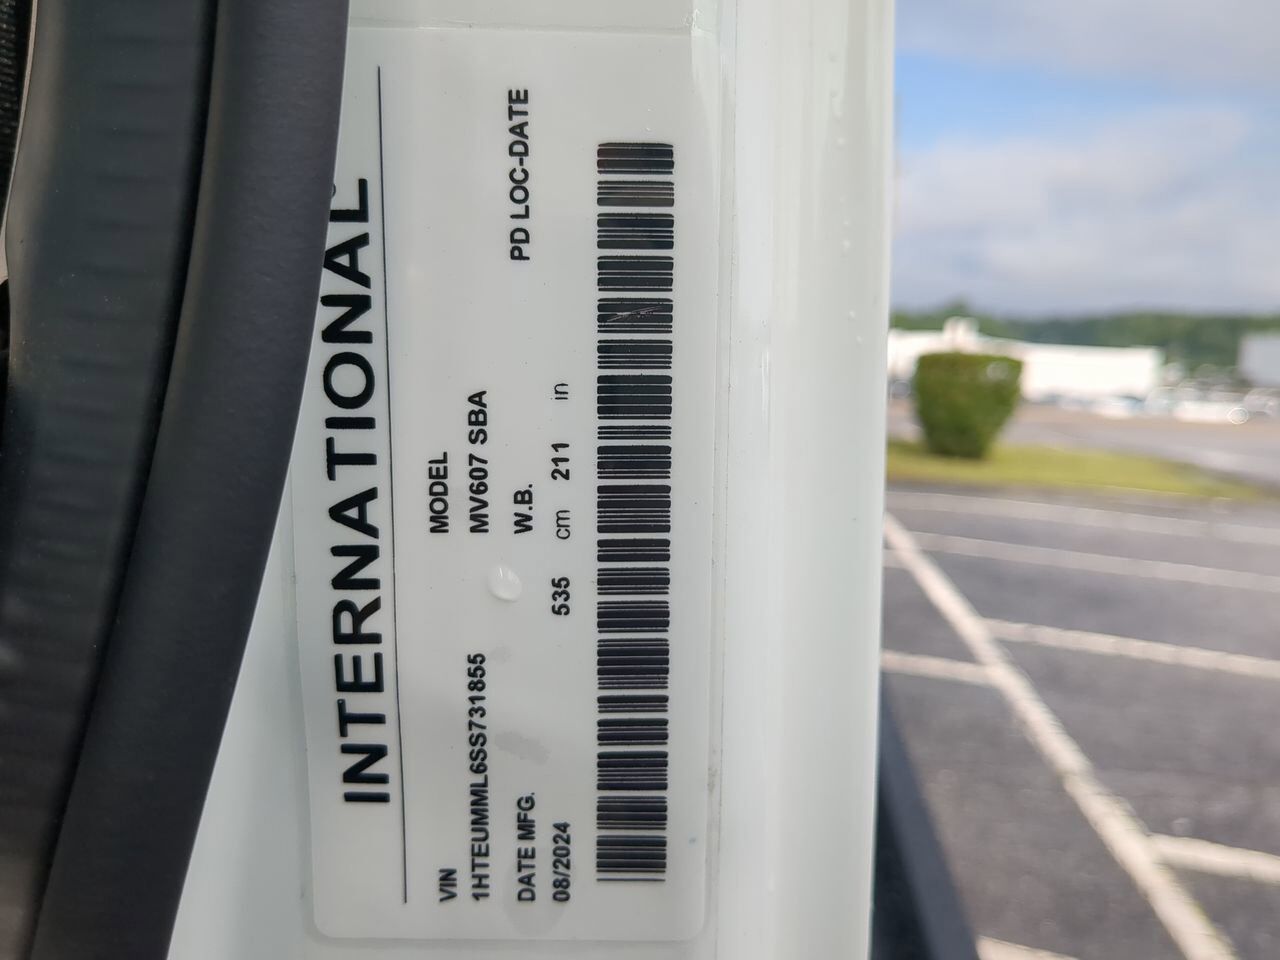 INTERNATIONAL®
VIN
MODEL
1HTEUMML6SS731855
MV607 SBA
DATE MFG.
W.B.
PD LOC-DATE
08/2024
535 cm 211 in